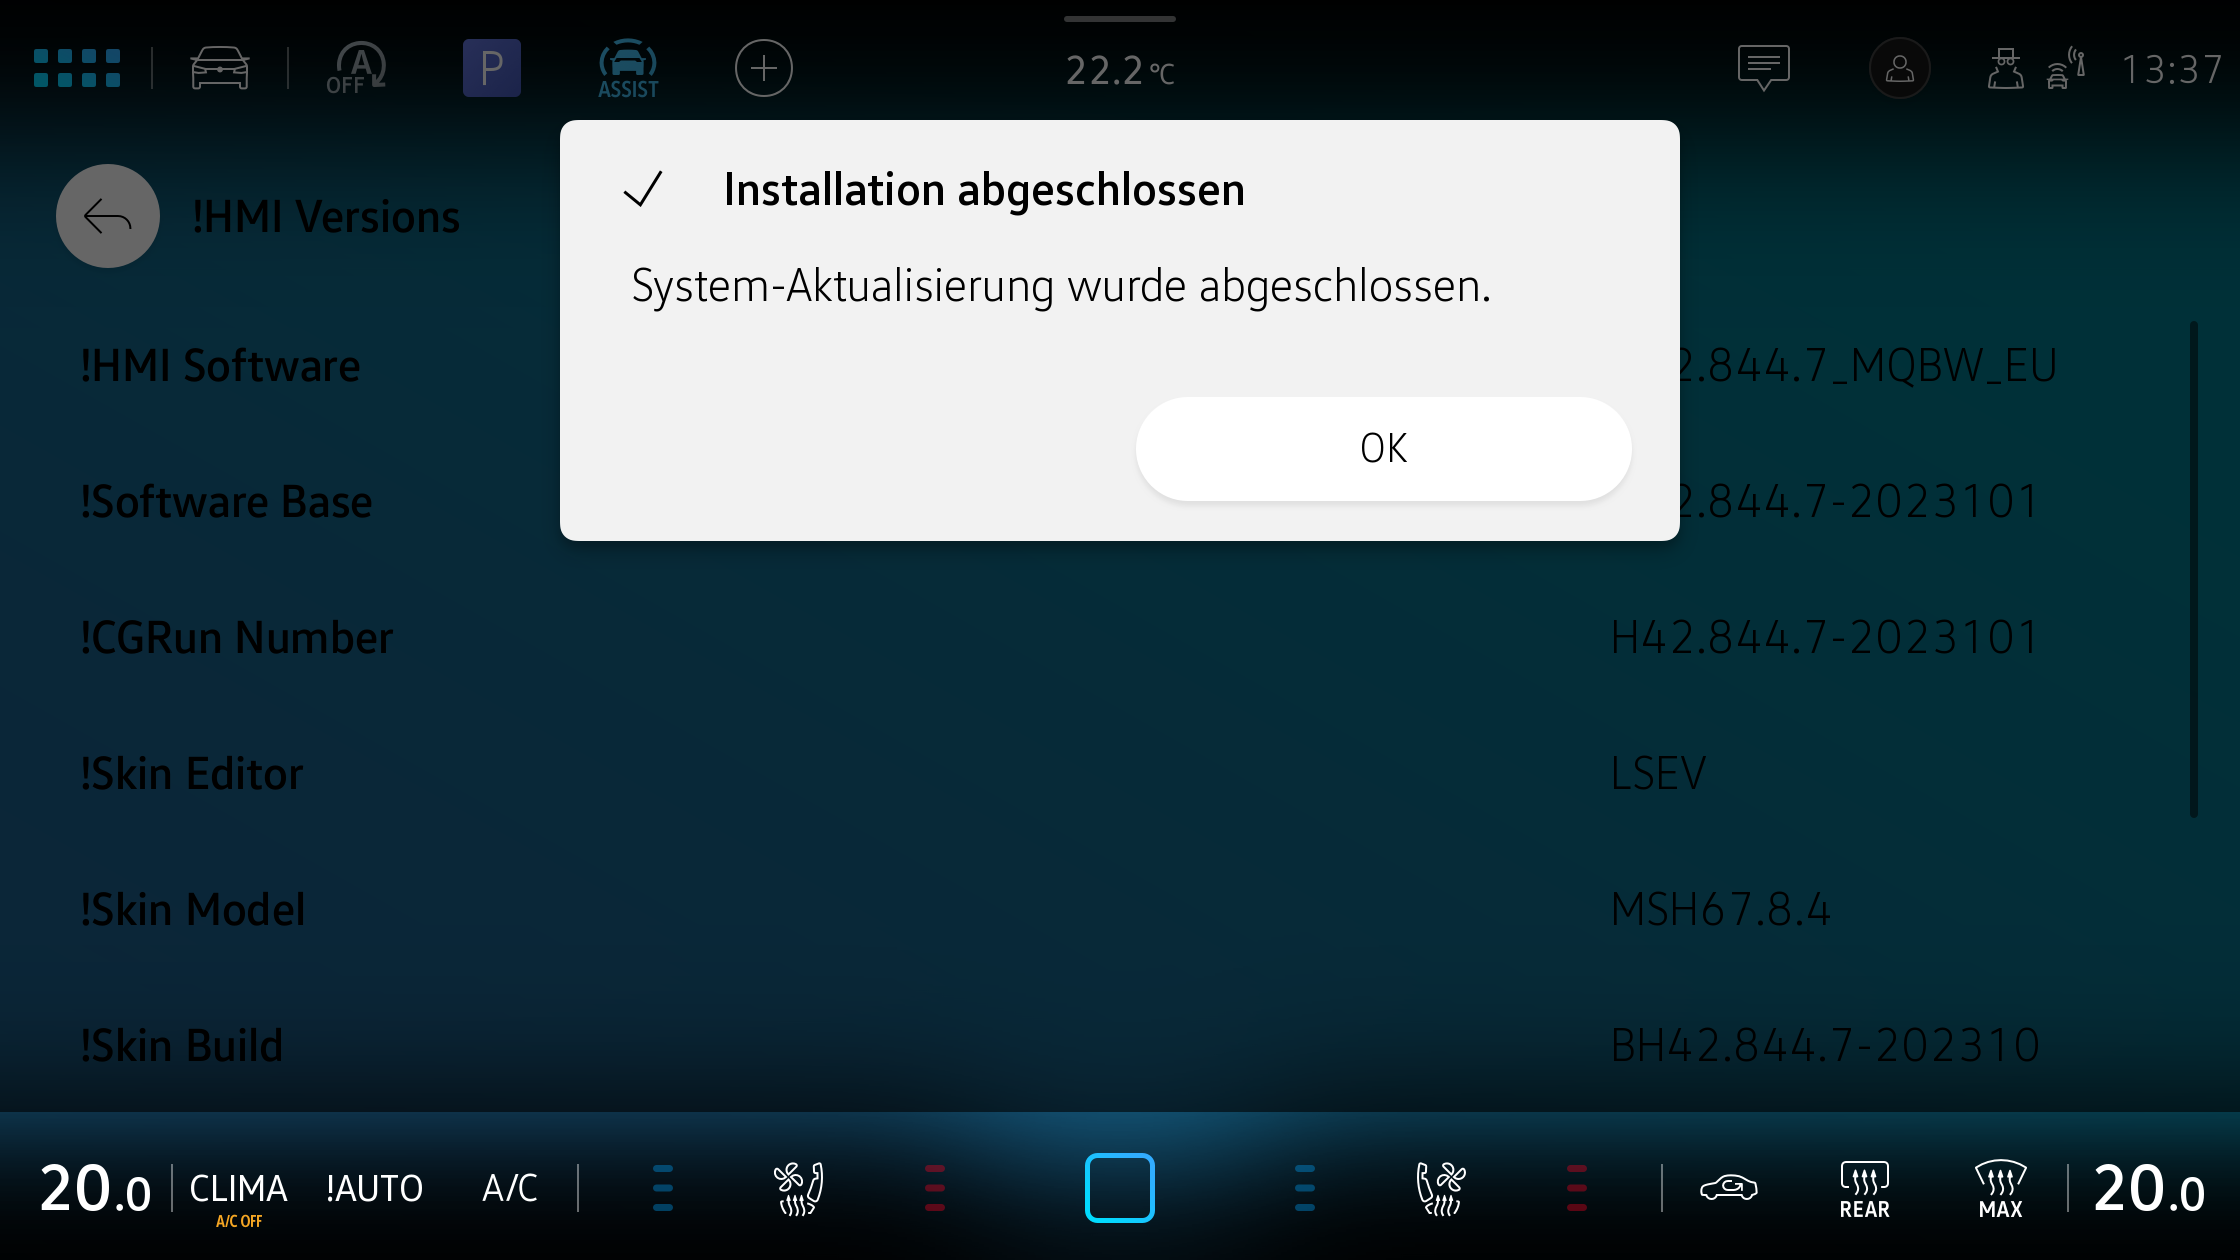 A
OFF
P
ASSIST
22.2 °C
13:37
Installation abgeschlossen
System-Aktualisierung wurde abgeschlossen.
OK
!HMI Versions
!HMI Software
2.844.7_MQBW_EU
!Software Base
2.844.7-2023101
!CGRun Number
H42.844.7-2023101
!Skin Editor
LSEV
!Skin Model
MSH67.8.4
!Skin Build
BH42.844.7-202310
20.0
CLIMA
A/C OFF
!AUTO
A/C
REAR
MAX
20.0